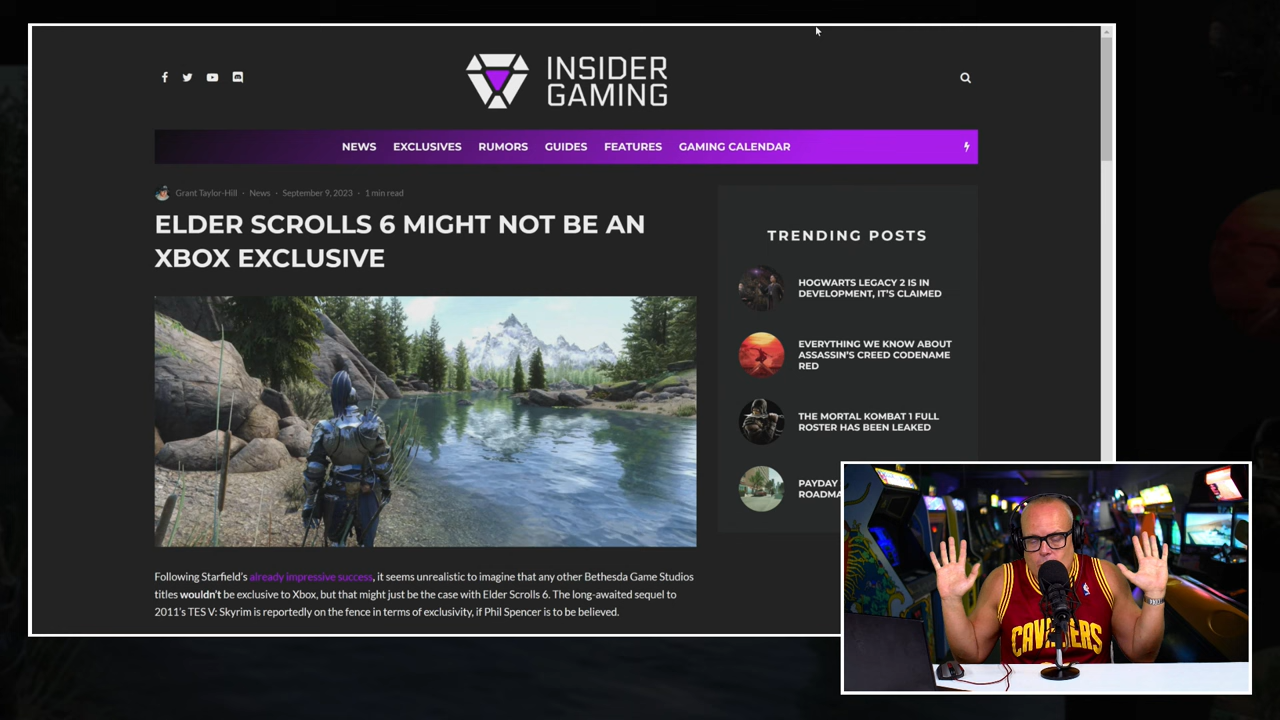 INSIDER
GAMING
NEWS EXCLUSIVES RUMORS GUIDES FEATURES GAMING CALENDAR
Grant Taylor-Hill · News · September 9, 2023 · 1 min read
ELDER SCROLLS 6 MIGHT NOT BE AN
XBOX EXCLUSIVE
Following Starfield's already impressive success, it seems unrealistic to imagine that any other Bethesda Game Studios
titles wouldn't be exclusive to Xbox, but that might just be the case with Elder Scrolls 6. The long-awaited sequel to
2011's TES V: Skyrim is reportedly on the fence in terms of exclusivity, if Phil Spencer is to be believed.
TRENDING POSTS
HOGWARTS LEGACY 2 IS IN
DEVELOPMENT, IT'S CLAIMED
EVERYTHING WE KNOW ABOUT
ASSASSIN'S CREED CODENAME
RED
THE MORTAL KOMBAT 1 FULL
ROSTER HAS BEEN LEAKED
PAYDAY